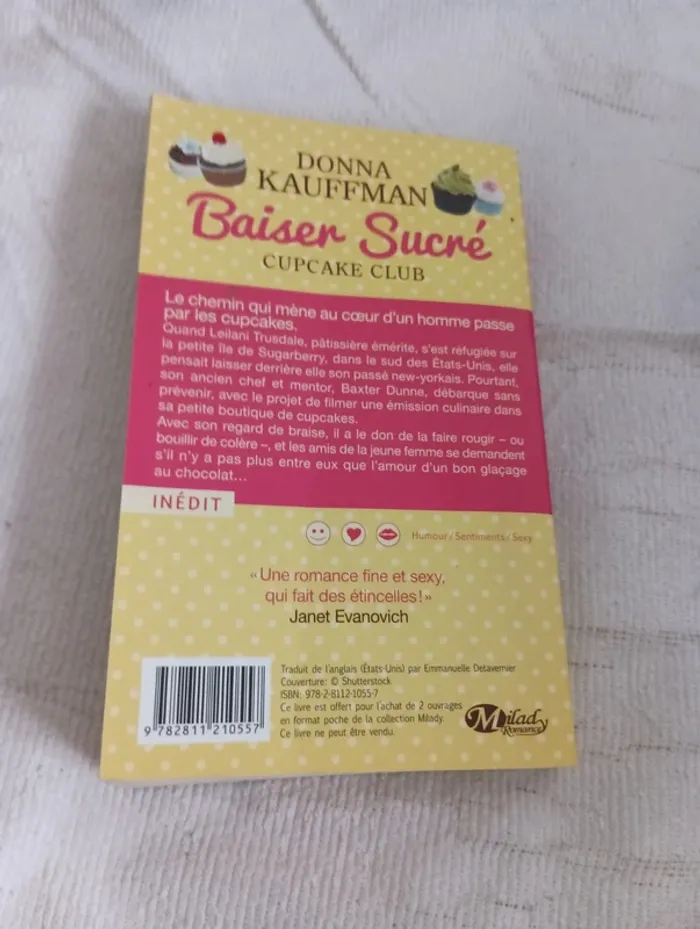 DONNA
KAUFFMAN
Baiser Sucré
CUPCAKE CLUB
Le chemin qui mène au cœur d'un homme passe
par les cupcakes.
Quand Leilani Trusdale, pâtissière émérite, s'est réfugiée sur
la petite île de Sugarberry, dans le sud des États-Unis, elle
pensait laisser derrière elle son passé new-yorkais. Pourtant,
son ancien chef et mentor, Baxter Dunne, débarque sans
prévenir, avec le projet de filmer une émission culinaire dans
sa petite boutique de cupcakes.
Avec son regard de braise, il a le don de la faire rougir – ou
bouillir de colère –, et les amis de la jeune femme se demandent
s'il n'y a pas plus entre eux que l'amour d'un bon glaçage
au chocolat...
INÉDIT
Humour / Sentiments / Sexy
« Une romance fine et sexy,
qui fait des étincelles ! »
Janet Evanovich
Traduit de l'anglais (États-Unis) par Emmanuelle Detavernier
Couverture: © Shutterstock
ISBN: 978-2-8112-1055-7
Ce livre est offert pour l'achat de 2 ouvrages
en format poche de la collection Milady.
Ce livre ne peut être vendu.
9 782811 210557
Milady
Romance